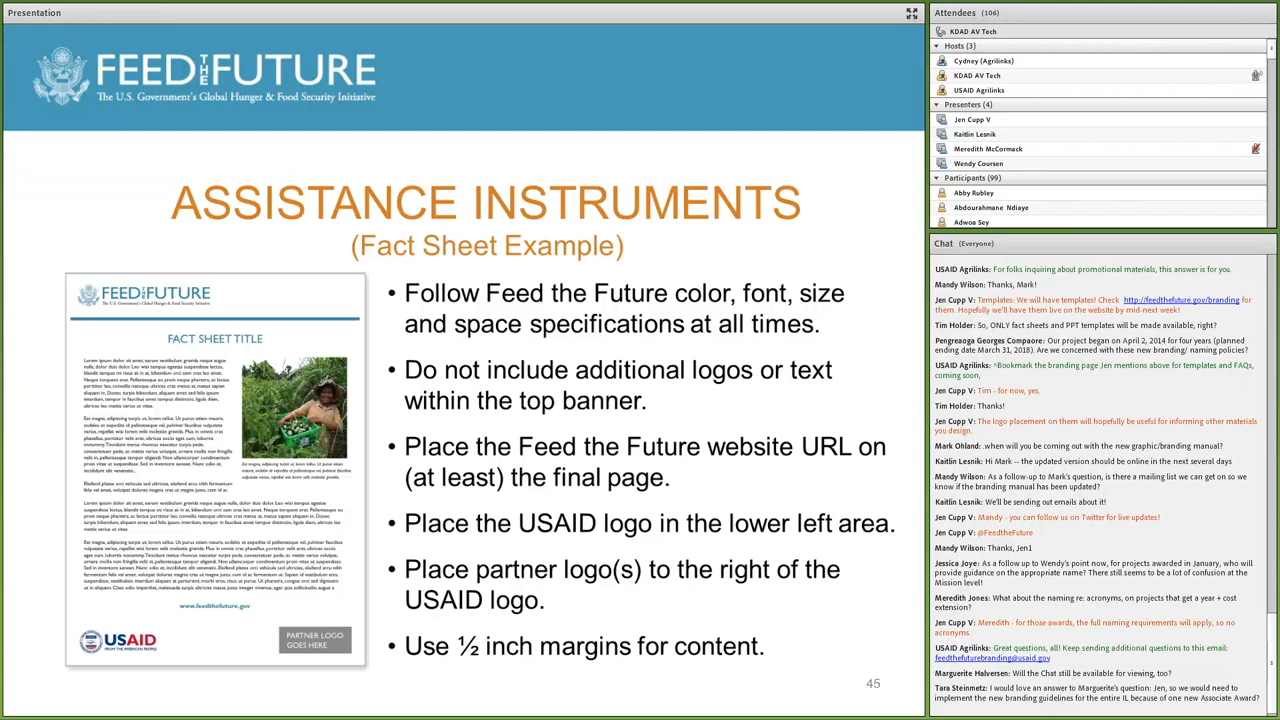 Presentation
FEED THE FUTURE
The U.S. Government's Global Hunger & Food Security Initiative
ASSISTANCE INSTRUMENTS
(Fact Sheet Example)
FEED THE FUTURE
The U.S. Government's Global Hunger & Food Security Initiative
FACT SHEET TITLE
www.feedthefuture.gov
USAID
FROM THE AMERICAN PEOPLE
PARTNER LOGO
GOES HERE
• Follow Feed the Future color, font, size
and space specifications at all times.
• Do not include additional logos or text
within the top banner.
• Place the Feed the Future website URL on
(at least) the final page.
• Place the USAID logo in the lower left area.
• Place partner logo(s) to the right of the
USAID logo.
• Use ½ inch margins for content.
45
Attendees (106)
KDAD AV Tech
Hosts (3)
Cydney (Agrilinks)
KDAD AV Tech
USAID Agrilinks
Presenters (4)
Jen Cupp V
Kaitlin Lesnik
Meredith McCormack
Wendy Coursen
Participants (99)
Abby Rubley
Abdourahmane Ndiaye
Adwoa Sey
Chat (Everyone)
USAID Agrilinks: For folks inquiring about promotional materials, this answer is for you.
Mandy Wilson: Thanks, Mark!
Jen Cupp V: Templates: We will have templates! Check http://feedthefuture.gov/branding for
them. Hopefully we'll have them live on the website by mid-next week!
Tim Holder: So, ONLY fact sheets and PPT templates will be made available, right?
Pengreaoga Georges Compaore: Our project began on April 2, 2014 for four years (planned
ending date March 31, 2018). Are we concerned with these new branding/ naming policies?
USAID Agrilinks: ^Bookmark the branding page Jen mentions above for templates and FAQs,
coming soon,
Jen Cupp V: Tim - for now, yes.
Tim Holder: Thanks!
Jen Cupp V: The logo placement on them will hopefully be useful for informing other materials
you design.
Mark Ohland: when will you be coming out with the new graphic/branding manual?
Kaitlin Lesnik: Hi Mark -- the updated version should be online in the next several days
Mandy Wilson: As a follow-up to Mark's question, is there a mailing list we can get on so we
know if the branding manual has been updated?
Kaitlin Lesnik: We'll be sending out emails about it!
Jen Cupp V: Mandy - you can follow us on Twitter for live updates!
Jen Cupp V: @FeedtheFuture
Mandy Wilson: Thanks, Jen1
Jessica Joye: As a follow up to Wendy's point now, for projects awarded in January, who will
provide guidance on the appropriate name? There still seems to be a lot of confusion at the
Mission level!
Meredith Jones: What about the naming re: acronyms, on projects that get a year + cost
extension?
Jen Cupp V: Meredith - for those awards, the full naming requirements will apply, so no
acronyms.
USAID Agrilinks: Great questions, all! Keep sending additional questions to this email:
feedthefuturebranding@usaid.gov
Marguerite Halversen: Will the Chat still be available for viewing, too?
Tara Steinmetz: I would love an answer to Marguerite's question: Jen, so we would need to
implement the new branding guidelines for the entire IL because of one new Associate Award?